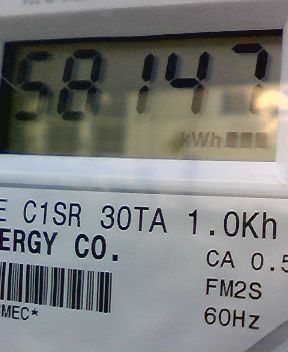 58147
kWh
E C1SR 30TA 1.0Kh
ERGY CO.
CA 0.5
FM2S
MEC*
60Hz